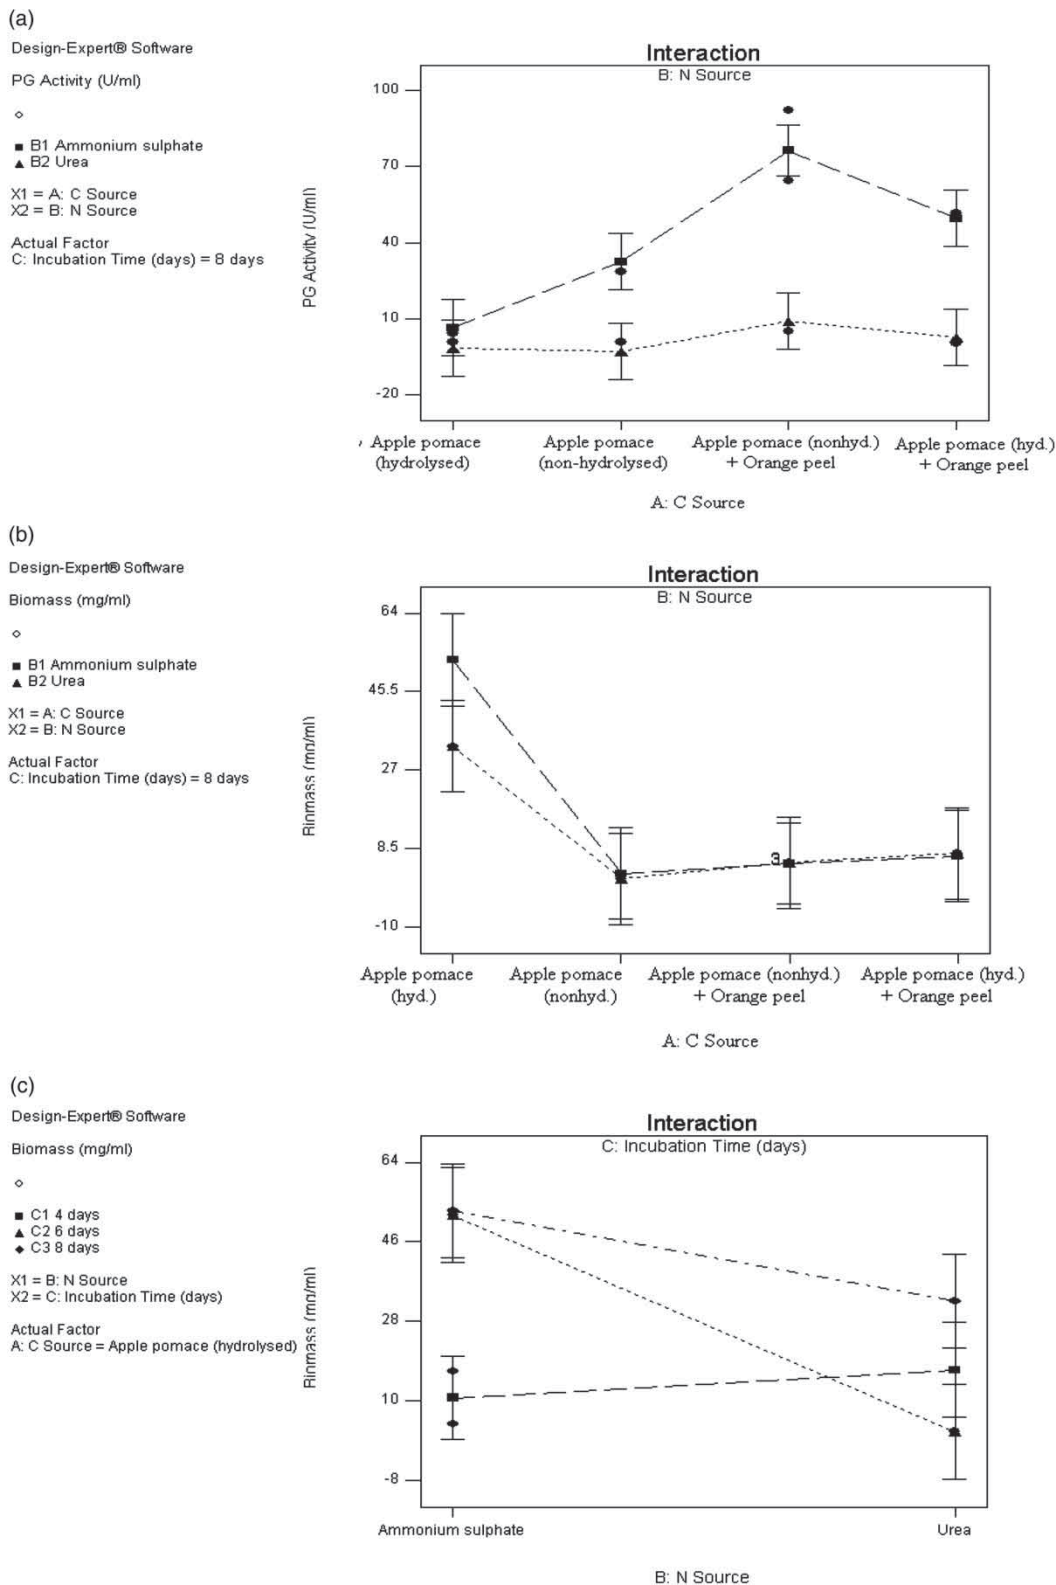 (a)
Design-Expert® Software
PG Activity (U/ml)
B1 Ammonium sulphate
B2 Urea
X1 = A: C Source
X2 = B: N Source
Actual Factor
C: Incubation Time (days) = 8 days
Interaction
B: N Source
PG Activity (U/ml)
100
70
40
10
-20
Apple pomace
(hydrolysed)
Apple pomace
(non-hydrolysed)
Apple pomace (nonhyd.)
+ Orange peel
Apple pomace (hyd.)
+ Orange peel
A: C Source
(b)
Design-Expert® Software
Biomass (mg/ml)
B1 Ammonium sulphate
B2 Urea
X1 = A: C Source
X2 = B: N Source
Actual Factor
C: Incubation Time (days) = 8 days
Interaction
B: N Source
(mg/ml)
64
45.5
27
8.5
-10
3
Apple pomace
(hyd.)
Apple pomace
(nonhyd.)
Apple pomace (nonhyd.)
+ Orange peel
Apple pomace (hyd.)
+ Orange peel
A: C Source
(c)
Design-Expert® Software
Biomass (mg/ml)
C1 4 days
C2 6 days
C3 8 days
X1 = B: N Source
X2 = C: Incubation Time (days)
Actual Factor
A: C Source = Apple pomace (hydrolysed)
Interaction
C: Incubation Time (days)
(mg/ml)
64
46
28
10
-8
Ammonium sulphate
Urea
B: N Source